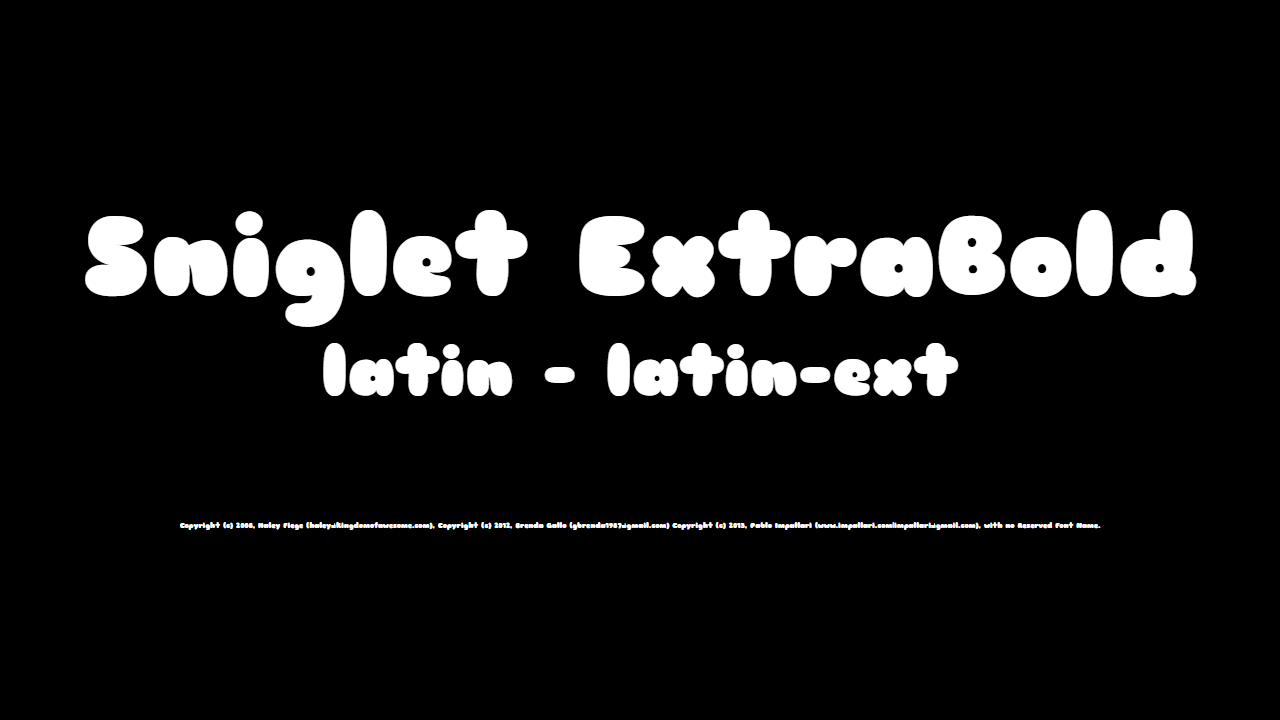 Sniglet ExtraBold
latin - latin-ext
Copyright (c) 2008, Haley Fiege (haley@kingdomofawesome.com), Copyright (c) 2012, Brenda Gallo (gbrenda1987@gmail.com) Copyright (c) 2013, Pablo Impallari (www.impallari.com|impallari@gmail.com), with no Reserved Font Name.